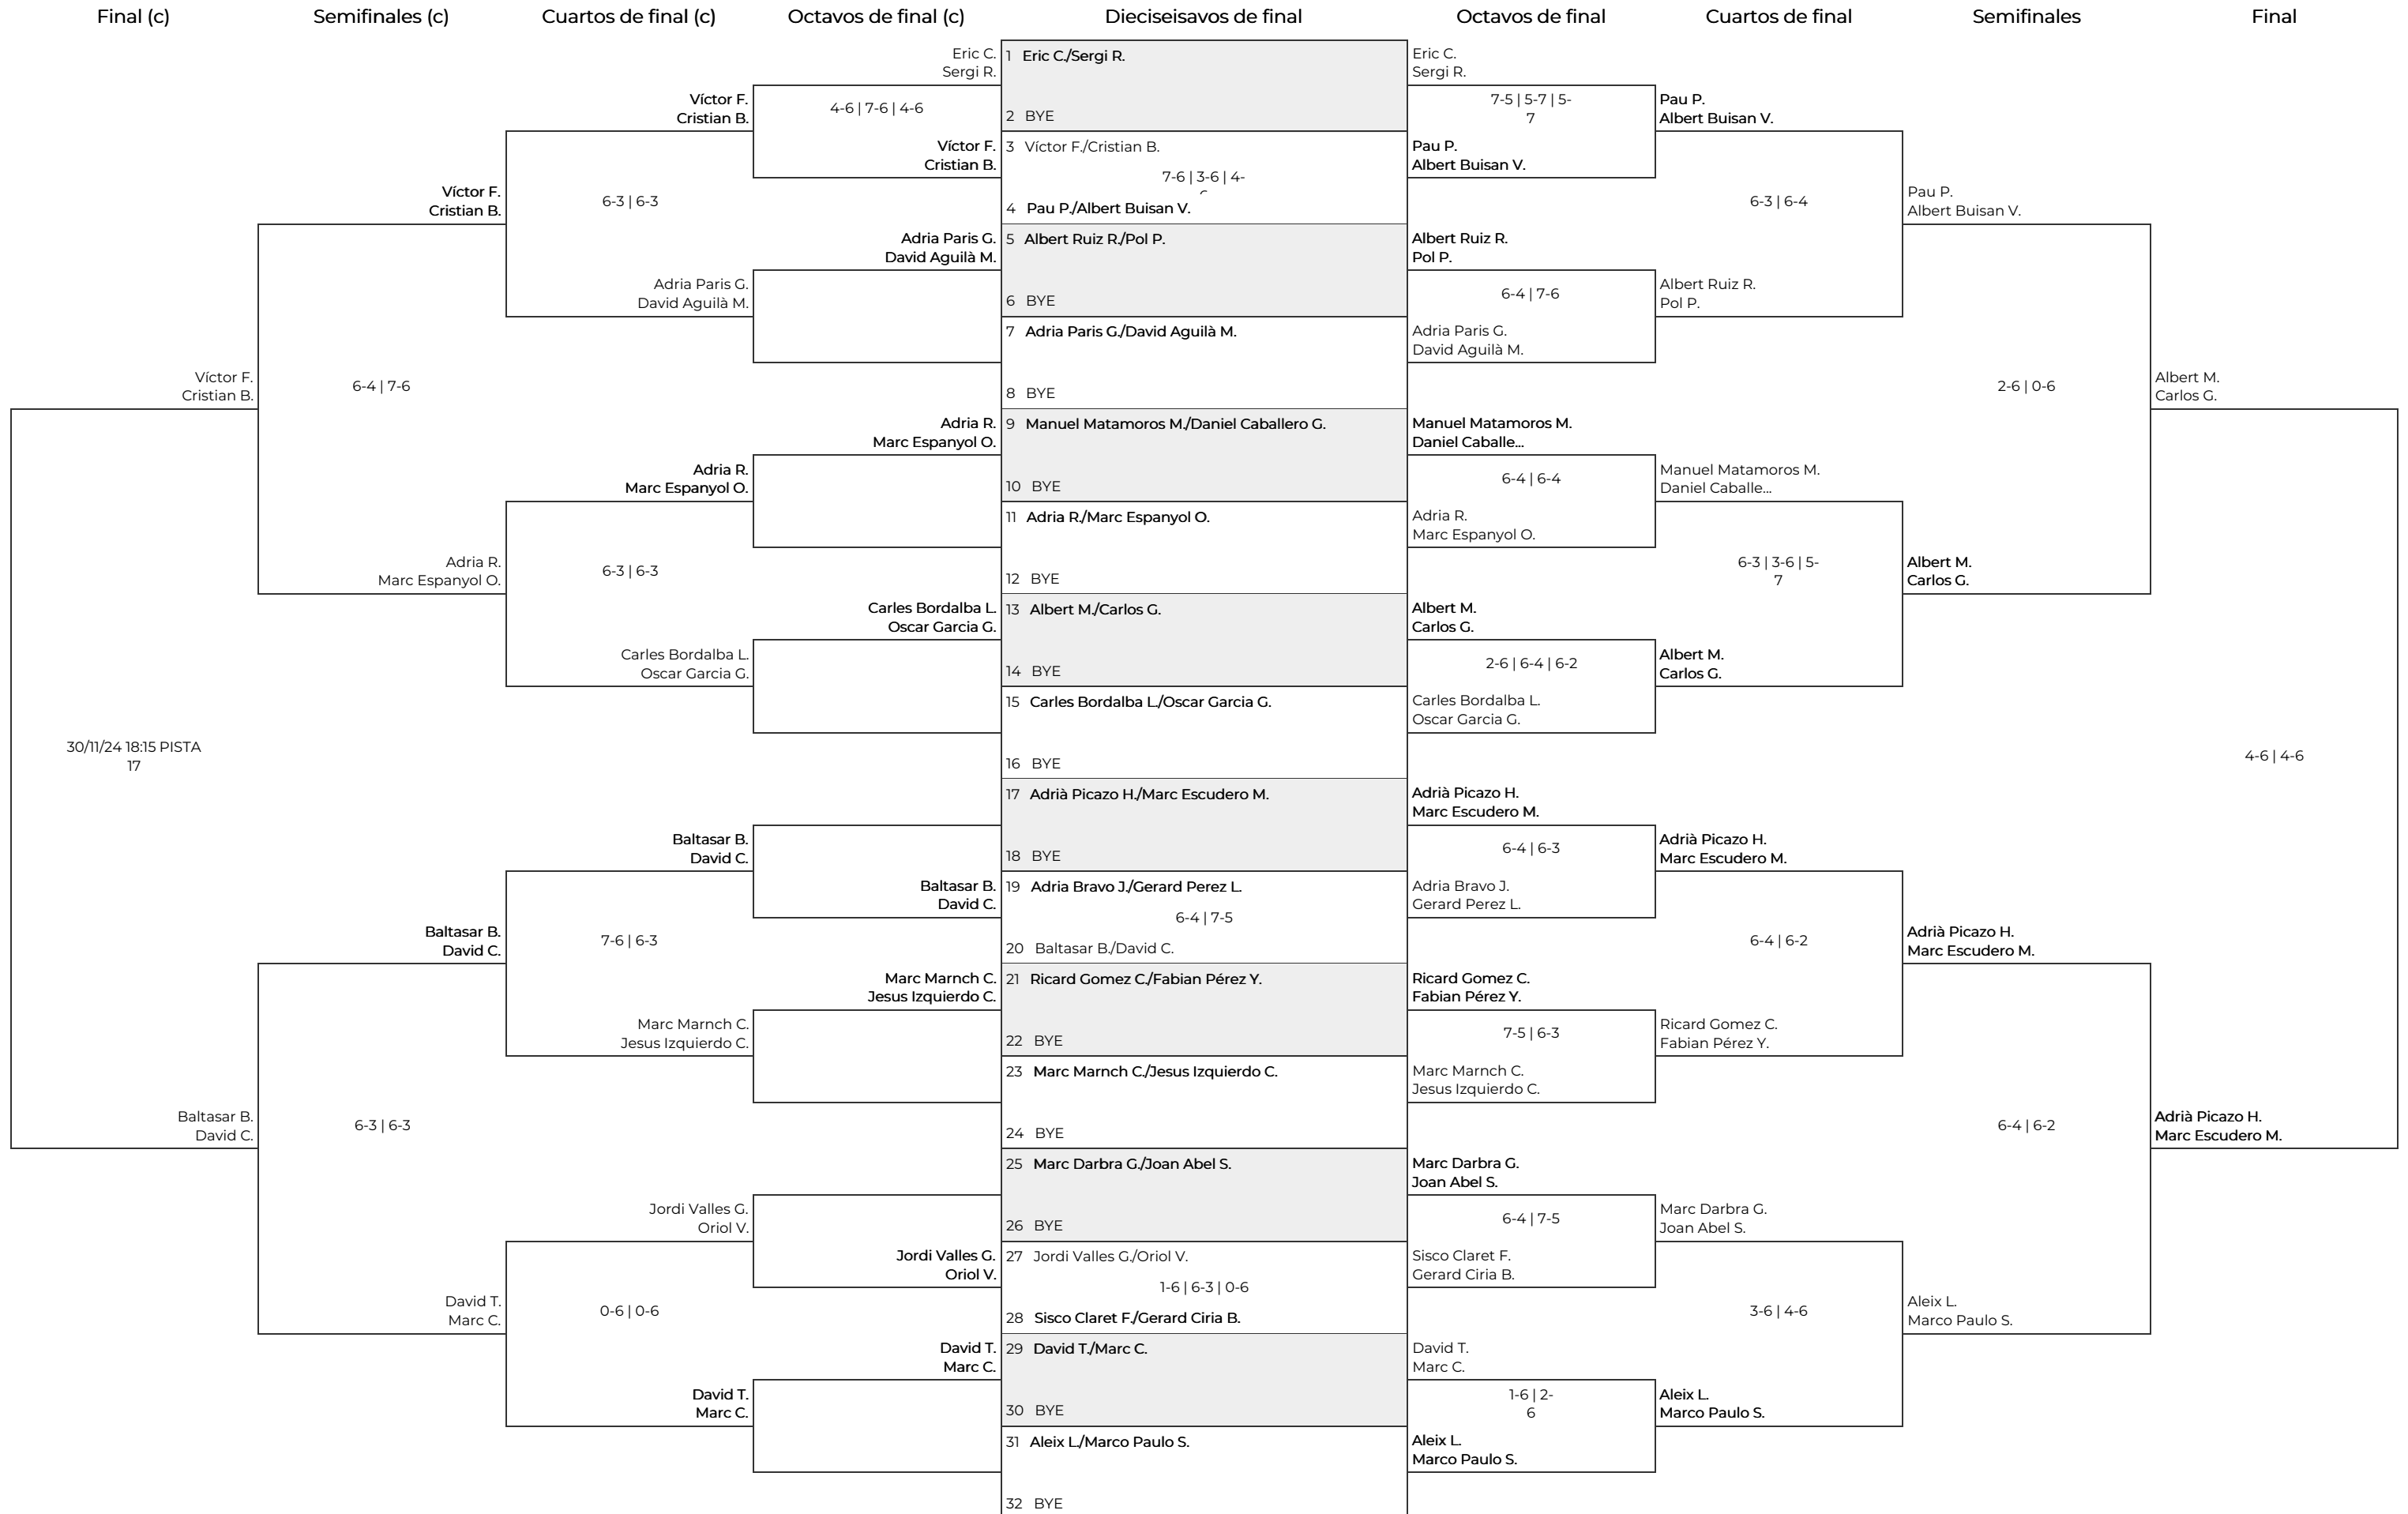 Final (c)
Semifinales (c)
Cuartos de final (c)
Octavos de final (c)
Dieciseisavos de final
Octavos de final
Cuartos de final
Semifinales
Final
Víctor F.
Cristian B.
30/11/24 18:15 PISTA
17
Baltasar B.
David C.
Víctor F.
Cristian B.
6-4 | 7-6
Adria R.
Marc Espanyol O.
Baltasar B.
David C.
6-3 | 6-3
David T.
Marc C.
Víctor F.
Cristian B.
6-3 | 6-3
Adria Paris G.
David Aguilà M.
Adria R.
Marc Espanyol O.
6-3 | 6-3
Carles Bordalba L.
Oscar Garcia G.
Baltasar B.
David C.
7-6 | 6-3
Marc Marnch C.
Jesus Izquierdo C.
Jordi Valles G.
Oriol V.
0-6 | 0-6
David T.
Marc C.
Eric C.
Sergi R.
4-6 | 7-6 | 4-6
Víctor F.
Cristian B.
Adria Paris G.
David Aguilà M.
Adria R.
Marc Espanyol O.
Carles Bordalba L.
Oscar Garcia G.
Baltasar B.
David C.
Marc Marnch C.
Jesus Izquierdo C.
Jordi Valles G.
Oriol V.
David T.
Marc C.
1 Eric C./Sergi R.
2 BYE
3 Víctor F./Cristian B.
7-6 | 3-6 | 4-
4 Pau P./Albert Buisan V.
5 Albert Ruiz R./Pol P.
6 BYE
7 Adria Paris G./David Aguilà M.
8 BYE
9 Manuel Matamoros M./Daniel Caballero G.
10 BYE
11 Adria R./Marc Espanyol O.
12 BYE
13 Albert M./Carlos G.
14 BYE
15 Carles Bordalba L./Oscar Garcia G.
16 BYE
17 Adrià Picazo H./Marc Escudero M.
18 BYE
19 Adria Bravo J./Gerard Perez L.
6-4 | 7-5
20 Baltasar B./David C.
21 Ricard Gomez C./Fabian Pérez Y.
22 BYE
23 Marc Marnch C./Jesus Izquierdo C.
24 BYE
25 Marc Darbra G./Joan Abel S.
26 BYE
27 Jordi Valles G./Oriol V.
1-6 | 6-3 | 0-6
28 Sisco Claret F./Gerard Ciria B.
29 David T./Marc C.
30 BYE
31 Aleix L./Marco Paulo S.
32 BYE
Eric C.
Sergi R.
7-5 | 5-7 | 5-
7
Pau P.
Albert Buisan V.
Albert Ruiz R.
Pol P.
6-4 | 7-6
Adria Paris G.
David Aguilà M.
Manuel Matamoros M.
Daniel Caballe...
6-4 | 6-4
Adria R.
Marc Espanyol O.
Albert M.
Carlos G.
2-6 | 6-4 | 6-2
Carles Bordalba L.
Oscar Garcia G.
Adrià Picazo H.
Marc Escudero M.
6-4 | 6-3
Adria Bravo J.
Gerard Perez L.
Ricard Gomez C.
Fabian Pérez Y.
7-5 | 6-3
Marc Marnch C.
Jesus Izquierdo C.
Marc Darbra G.
Joan Abel S.
6-4 | 7-5
Sisco Claret F.
Gerard Ciria B.
David T.
Marc C.
1-6 | 2-
6
Aleix L.
Marco Paulo S.
Pau P.
Albert Buisan V.
6-3 | 6-4
Albert Ruiz R.
Pol P.
Manuel Matamoros M.
Daniel Caballe...
6-3 | 3-6 | 5-
7
Albert M.
Carlos G.
Adrià Picazo H.
Marc Escudero M.
6-4 | 6-2
Ricard Gomez C.
Fabian Pérez Y.
Marc Darbra G.
Joan Abel S.
3-6 | 4-6
Aleix L.
Marco Paulo S.
Pau P.
Albert Buisan V.
2-6 | 0-6
Albert M.
Carlos G.
Adrià Picazo H.
Marc Escudero M.
6-4 | 6-2
Aleix L.
Marco Paulo S.
Albert M.
Carlos G.
4-6 | 4-6
Adrià Picazo H.
Marc Escudero M.